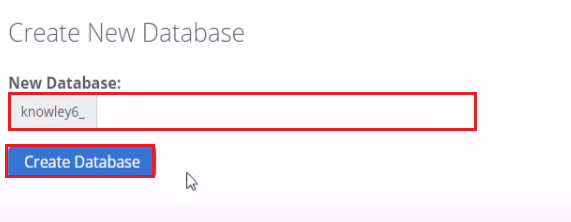 Create New Database
New Database:
knowley6_
Create Database